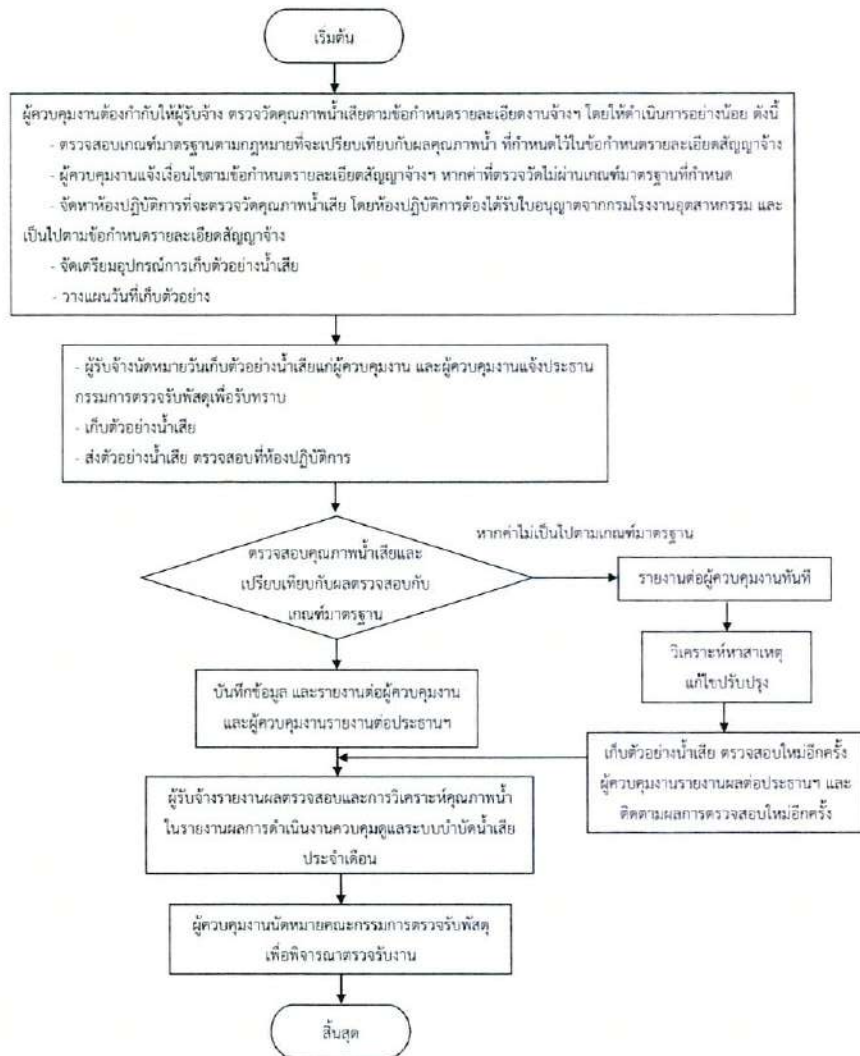 เริ่มต้น
ผู้ควบคุมงานต้องกำกับให้ผู้รับจ้าง ตรวจวัดคุณภาพน้ำเสียตามข้อกำหนดรายละเอียดงานจ้างฯ โดยให้ดำเนินการอย่างน้อย ดังนี้
- ตรวจสอบเกณฑ์มาตรฐานตามกฎหมายที่จะเปรียบเทียบกับผลคุณภาพน้ำ ที่กำหนดไว้ในข้อกำหนดรายละเอียดสัญญาจ้าง
- ผู้ควบคุมงานแจ้งเงื่อนไขตามข้อกำหนดรายละเอียดสัญญาจ้างฯ หากค่าที่ตรวจวัดไม่ผ่านเกณฑ์มาตรฐานที่กำหนด
- จัดหาห้องปฏิบัติการที่จะตรวจวัดคุณภาพน้ำเสีย โดยห้องปฏิบัติการต้องได้รับใบอนุญาตจากกรมโรงงานอุตสาหกรรม และ
เป็นไปตามข้อกำหนดรายละเอียดสัญญาจ้าง
- จัดเตรียมอุปกรณ์การเก็บตัวอย่างน้ำเสีย
- วางแผนวันที่เก็บตัวอย่าง
- ผู้รับจ้างนัดหมายวันเก็บตัวอย่างน้ำเสียแก่ผู้ควบคุมงาน และผู้ควบคุมงานแจ้งประธาน
กรรมการตรวจรับพัสดุเพื่อรับทราบ
- เก็บตัวอย่างน้ำเสีย
- ส่งตัวอย่างน้ำเสีย ตรวจสอบที่ห้องปฏิบัติการ
ตรวจสอบคุณภาพน้ำเสียและ
เปรียบเทียบกับผลตรวจสอบกับ
เกณฑ์มาตรฐาน
หากค่าไม่เป็นไปตามเกณฑ์มาตรฐาน
รายงานต่อผู้ควบคุมงานทันที
วิเคราะห์หาสาเหตุ
แก้ไขปรับปรุง
เก็บตัวอย่างน้ำเสีย ตรวจสอบใหม่อีกครั้ง
ผู้ควบคุมงานรายงานผลต่อประธานฯ และ
ติดตามผลการตรวจสอบใหม่อีกครั้ง
บันทึกข้อมูล และรายงานต่อผู้ควบคุมงาน
และผู้ควบคุมงานรายงานต่อประธานฯ
ผู้รับจ้างรายงานผลตรวจสอบและการวิเคราะห์คุณภาพน้ำ
ในรายงานผลการดำเนินงานควบคุมดูแลระบบบำบัดน้ำเสีย
ประจำเดือน
ผู้ควบคุมงานนัดหมายคณะกรรมการตรวจรับพัสดุ
เพื่อพิจารณาตรวจรับงาน
สิ้นสุด